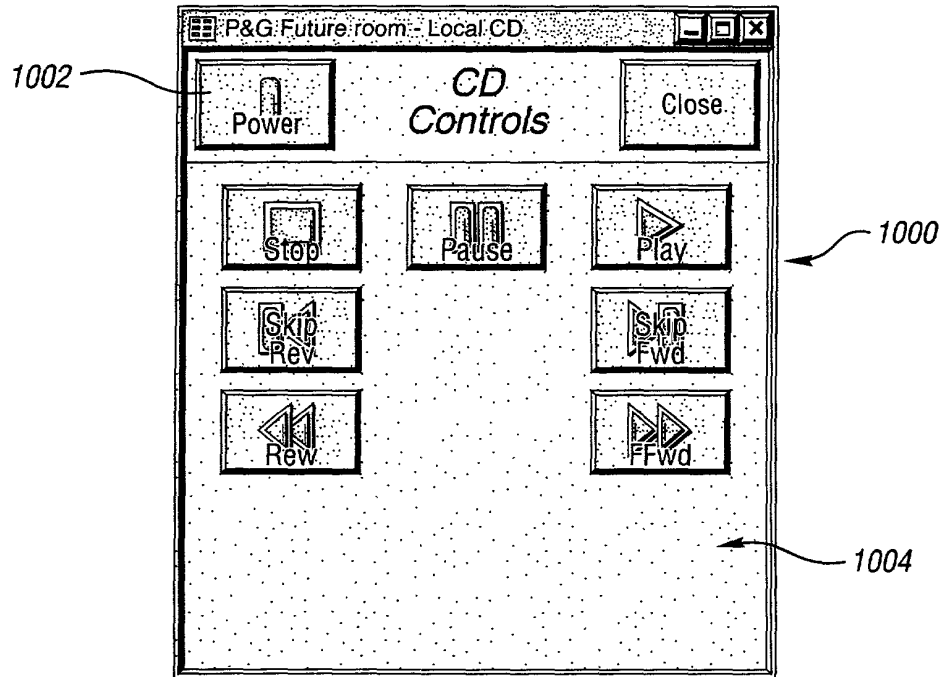 P&G Future room - Local CD
1002
Power
CD
Controls
Close
Stop
Pause
Play
1000
Skip
Rev
Skip
Fwd
Rew
FFwd
1004